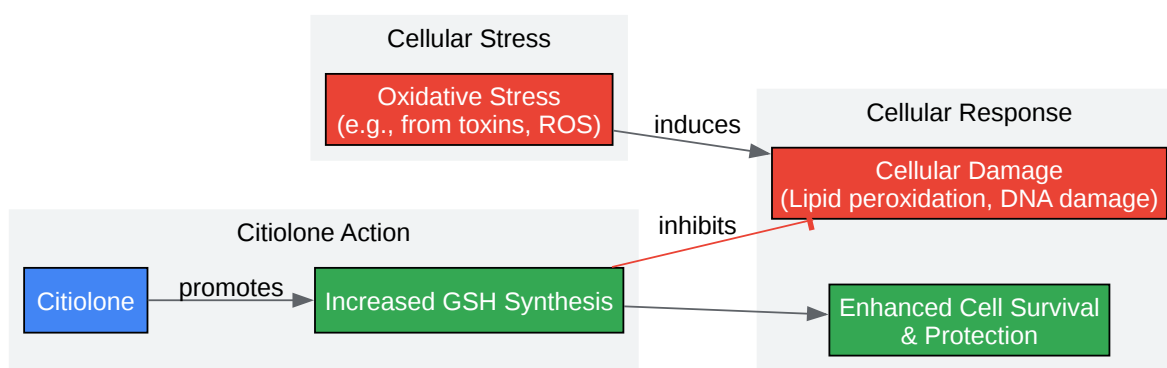 Cellular Stress
Oxidative Stress
(e.g., from toxins, ROS)
induces
Cellular Response
Cellular Damage
(Lipid peroxidation, DNA damage)
Citiolone Action
inhibits
Citiolone
promotes
Increased GSH Synthesis
Enhanced Cell Survival
& Protection